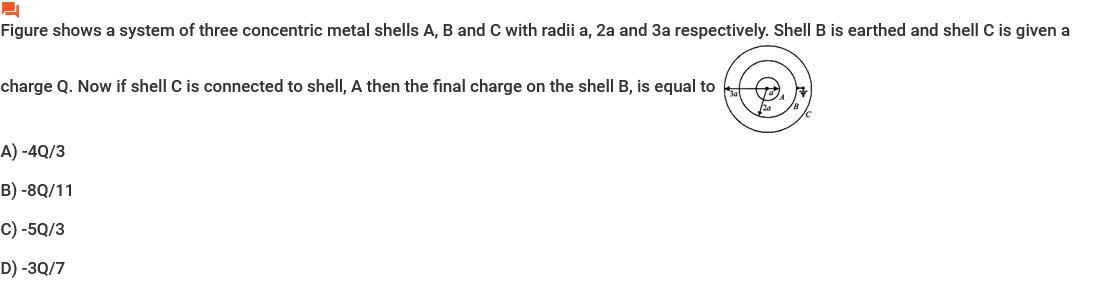 Figure shows a system of three concentric metal shells A, B and C with radii a, 2a and 3a respectively. Shell B is earthed and shell C is given a
charge Q. Now if shell C is connected to shell, A then the final charge on the shell B, is equal to
3a a A
2a B
C
A) -4Q/3
B) -8Q/11
C) -5Q/3
D) -3Q/7